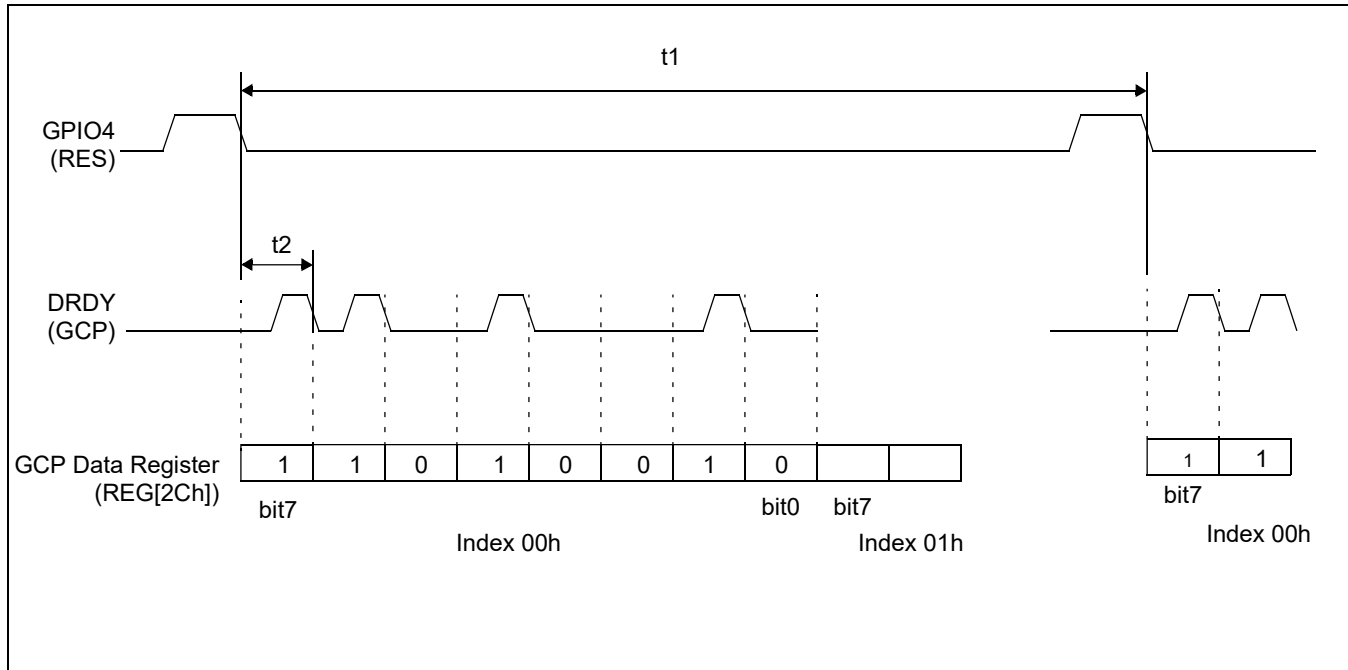 t1
GPIO4
(RES)
t2
DRDY
(GCP)
GCP Data Register
(REG[2Ch])
1 1 0 1 0 0 1 0
1 1
bit7
bit0
bit7
bit7
Index 00h
Index 01h
Index 00h